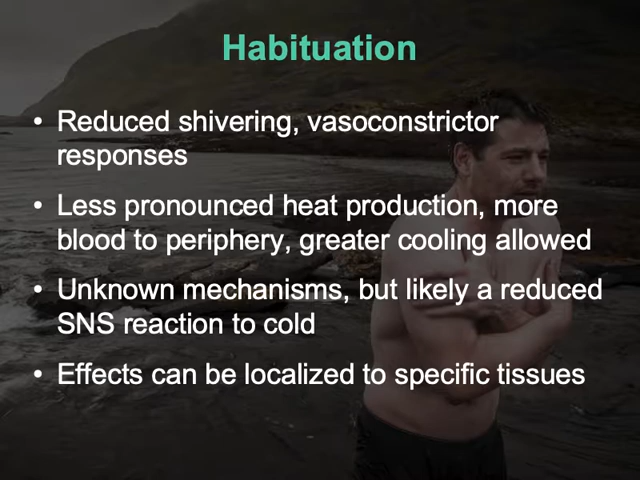 Habituation
• Reduced shivering, vasoconstrictor
responses
• Less pronounced heat production, more
blood to periphery, greater cooling allowed
• Unknown mechanisms, but likely a reduced
SNS reaction to cold
• Effects can be localized to specific tissues